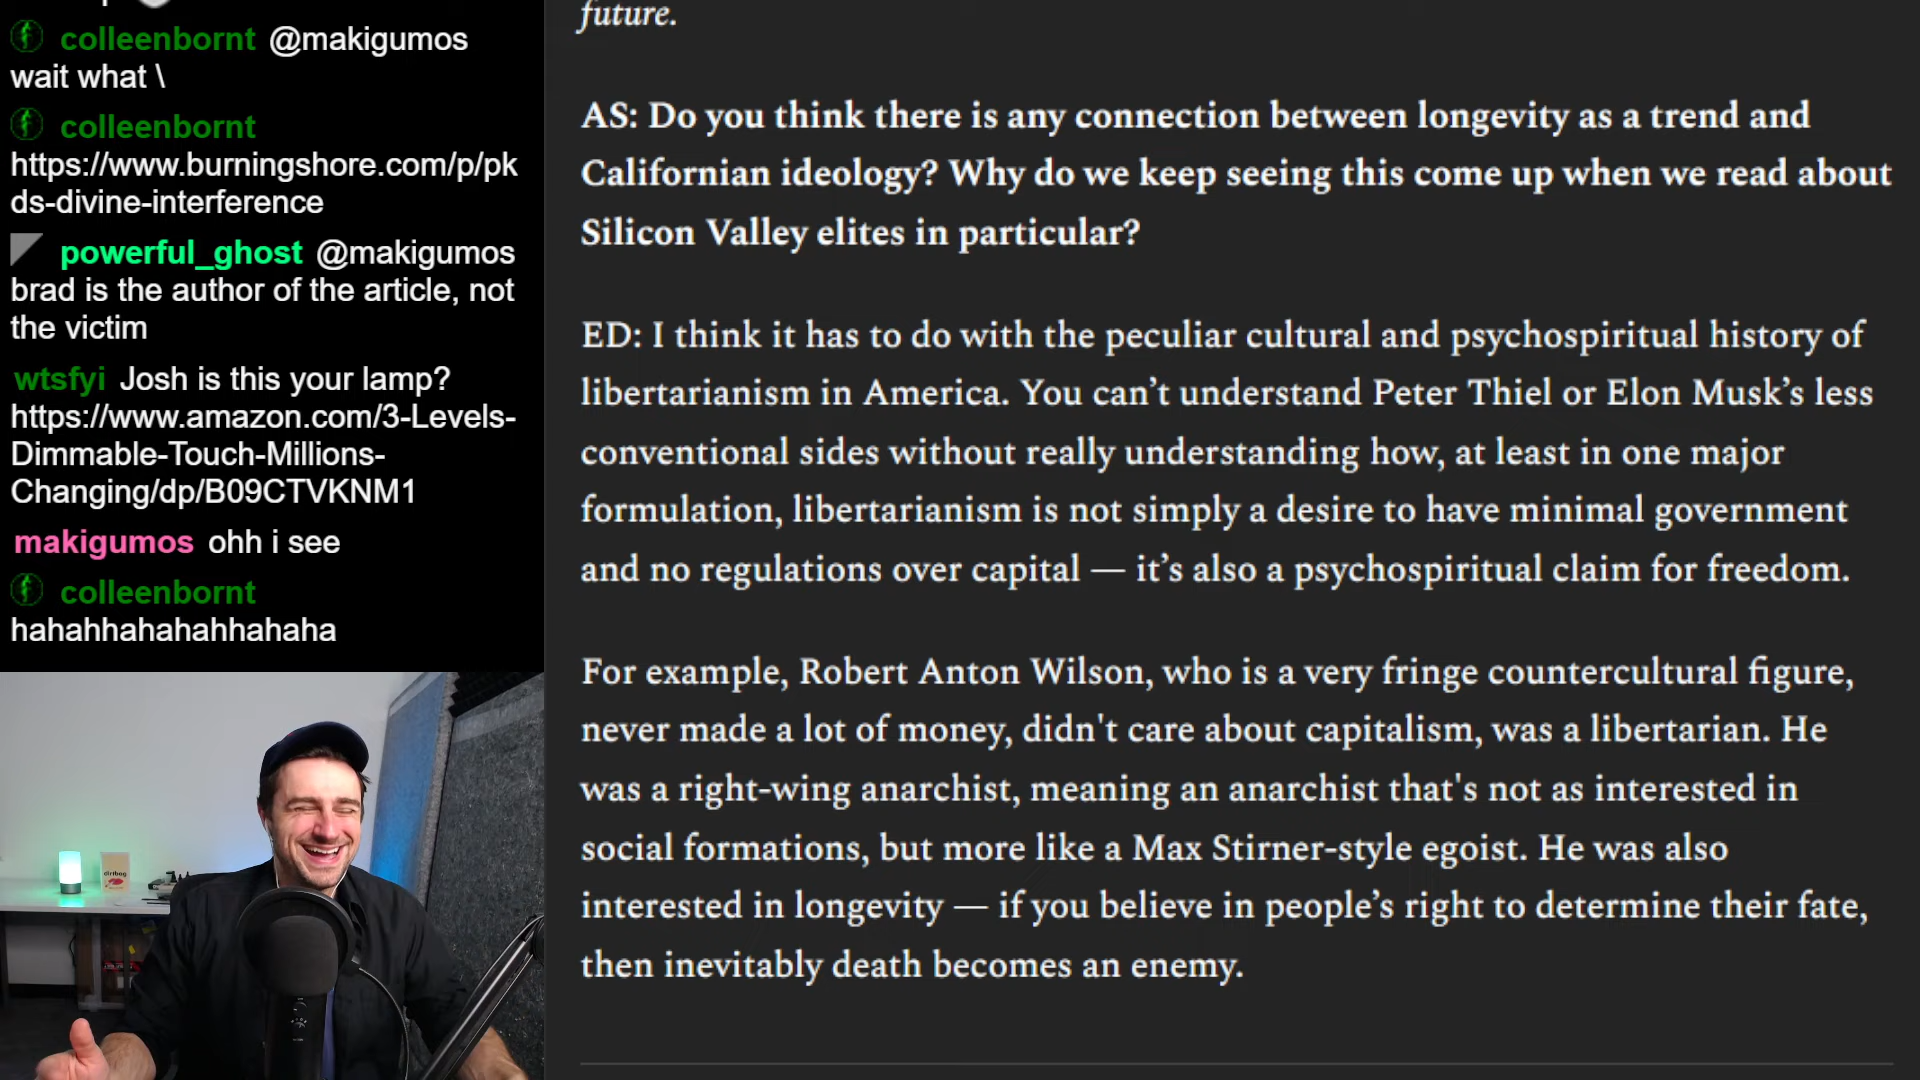 colleenbornt @makigumos
wait what \
colleenbornt
https://www.burningshore.com/p/pk
ds-divine-interference
powerful_ghost @makigumos
brad is the author of the article, not
the victim
wtsfyi Josh is this your lamp?
https://www.amazon.com/3-Levels-
Dimmable-Touch-Millions-
Changing/dp/B09CTVKNM1
makigumos ohh i see
colleenbornt
hahahhahahahhahaha
future.
AS: Do you think there is any connection between longevity as a trend and
Californian ideology? Why do we keep seeing this come up when we read about
Silicon Valley elites in particular?
ED: I think it has to do with the peculiar cultural and psychospiritual history of
libertarianism in America. You can’t understand Peter Thiel or Elon Musk’s less
conventional sides without really understanding how, at least in one major
formulation, libertarianism is not simply a desire to have minimal government
and no regulations over capital — it’s also a psychospiritual claim for freedom.
For example, Robert Anton Wilson, who is a very fringe countercultural figure,
never made a lot of money, didn't care about capitalism, was a libertarian. He
was a right-wing anarchist, meaning an anarchist that's not as interested in
social formations, but more like a Max Stirner-style egoist. He was also
interested in longevity — if you believe in people’s right to determine their fate,
then inevitably death becomes an enemy.